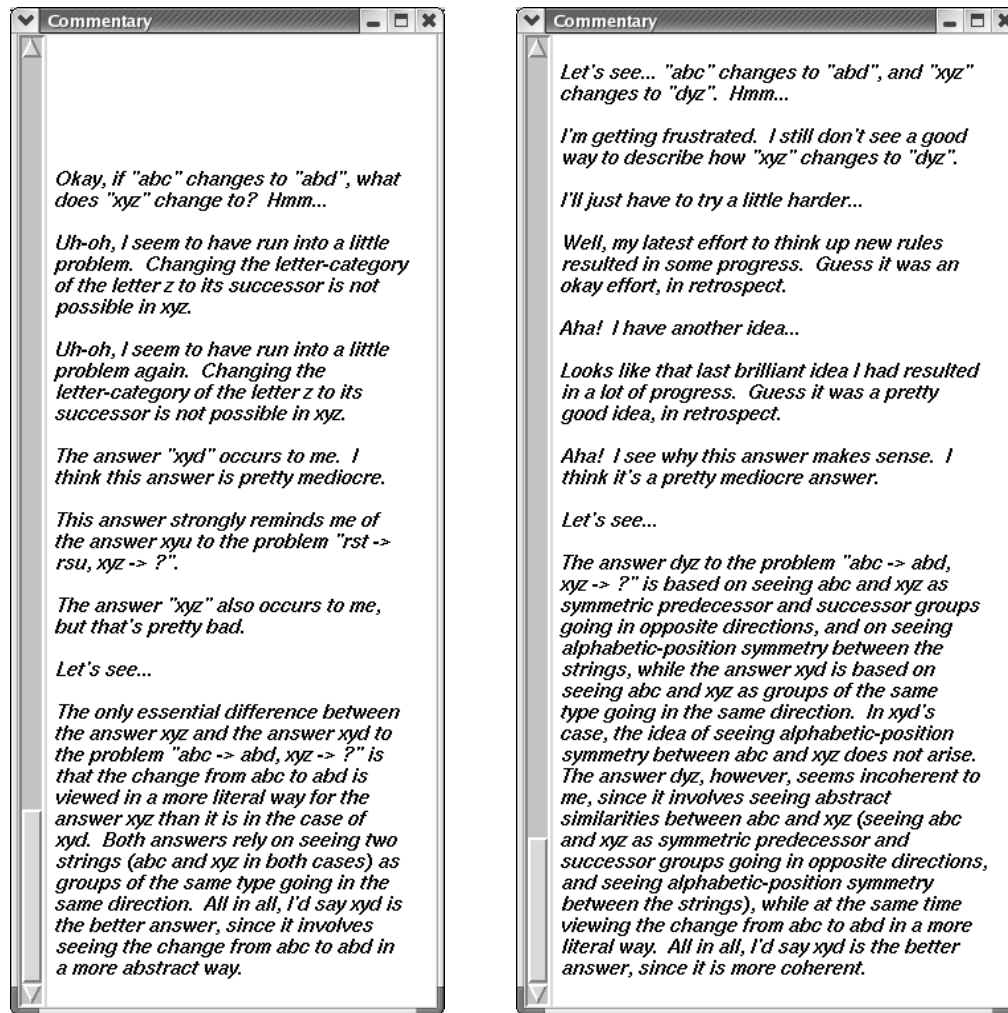 Commentary
Okay, if "abc" changes to "abd", what
does "xyz" change to?  Hmm...
Uh-oh, I seem to have run into a little
problem.  Changing the letter-category
of the letter z to its successor is not
possible in xyz.
Uh-oh, I seem to have run into a little
problem again.  Changing the
letter-category of the letter z to its
successor is not possible in xyz.
The answer "xyd" occurs to me.  I
think this answer is pretty mediocre.
This answer strongly reminds me of
the answer xyu to the problem "rst ->
rsu, xyz -> ?".
The answer "xyz" also occurs to me,
but that's pretty bad.
Let's see...
The only essential difference between
the answer xyz and the answer xyd to
the problem "abc -> abd, xyz -> ?" is
that the change from abc to abd is
viewed in a more literal way for the
answer xyz than it is in the case of
xyd.  Both answers rely on seeing two
strings (abc and xyz in both cases) as
groups of the same type going in the
same direction.  All in all, I'd say xyd is
the better answer, since it involves
seeing the change from abc to abd in
a more abstract way.
Commentary
Let's see... "abc" changes to "abd", and "xyz"
changes to "dyz".  Hmm...
I'm getting frustrated.  I still don't see a good
way to describe how "xyz" changes to "dyz".
I'll just have to try a little harder...
Well, my latest effort to think up new rules
resulted in some progress.  Guess it was an
okay effort, in retrospect.
Aha!  I have another idea...
Looks like that last brilliant idea I had resulted
in a lot of progress.  Guess it was a pretty
good idea, in retrospect.
Aha!  I see why this answer makes sense.  I
think it's a pretty mediocre answer.
Let's see...
The answer dyz to the problem "abc -> abd,
xyz -> ?" is based on seeing abc and xyz as
symmetric predecessor and successor groups
going in opposite directions, and on seeing
alphabetic-position symmetry between the
strings, while the answer xyd is based on
seeing abc and xyz as groups of the same
type going in the same direction.  In xyd's
case, the idea of seeing alphabetic-position
symmetry between abc and xyz does not arise.
The answer dyz, however, seems incoherent to
me, since it involves seeing abstract
similarities between abc and xyz (seeing abc
and xyz as symmetric predecessor and
successor groups going in opposite directions,
and seeing alphabetic-position symmetry
between the strings), while at the same time
viewing the change from abc to abd in a more
literal way.  All in all, I'd say xyd is the better
answer, since it is more coherent.